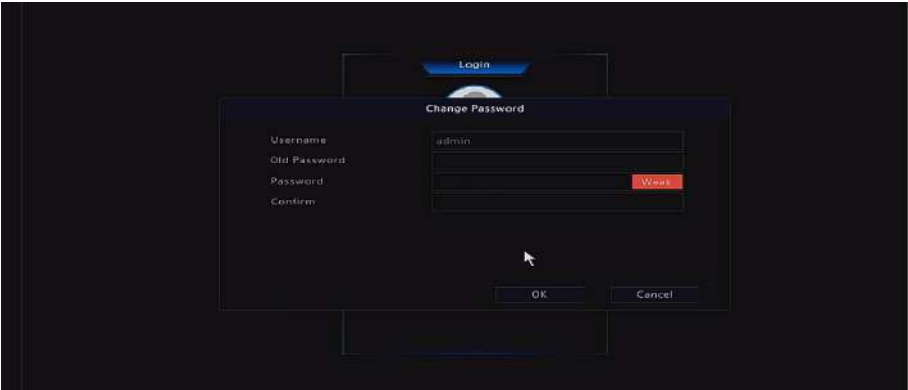 Login
Change Password
Username admin
Old Password
Password Weak
Confirm
OK Cancel